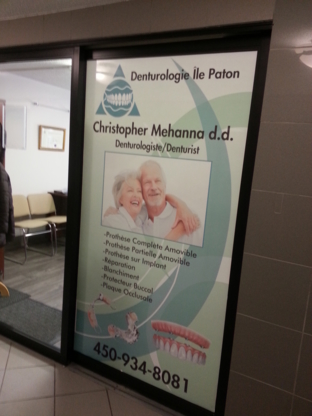 Denturologie Île Paton
Christopher Mehanna d.d.
Denturologiste/Denturist
-Prothèse Complète Amovible
-Prothèse Partielle Amovible
-Prothèse sur Implant
-Réparation
-Blanchiment
-Protecteur Buccal
-Plaque Occlusale
450-934-8081